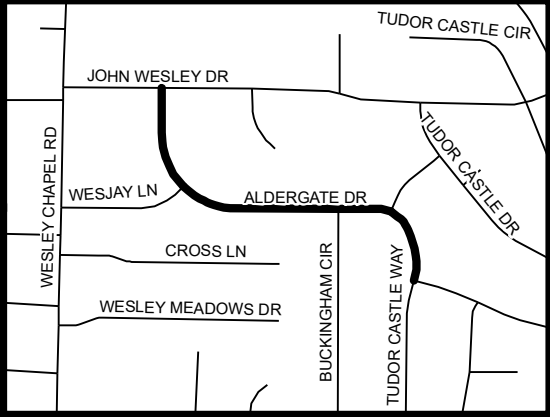 TUDOR CASTLE CIR
JOHN WESLEY DR
TUDOR CASTLE DR
WESLEY CHAPEL RD
WESJAY LN
ALDERGATE DR
CROSS LN
BUCKINGHAM CIR
TUDOR CASTLE WAY
WESLEY MEADOWS DR